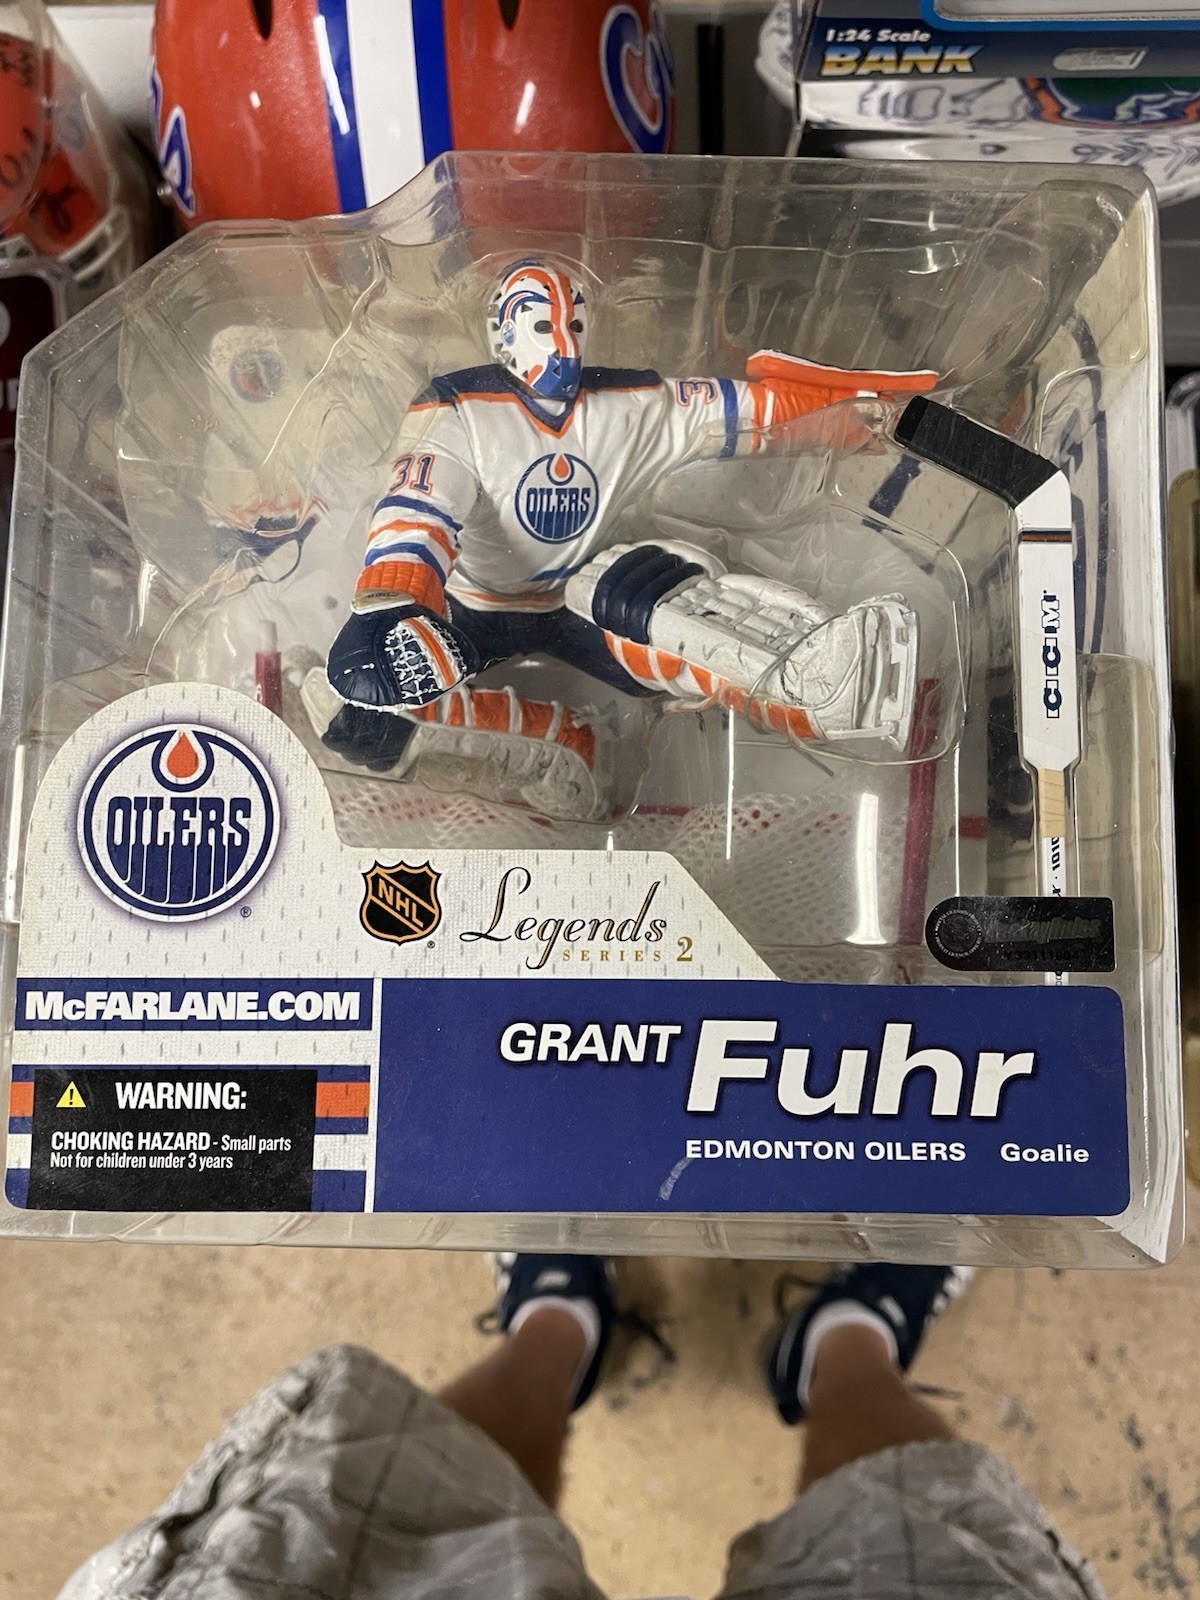 1:24 Scale
BANK
31
3
OILERS
CCM
OILERS
®
NHL
®
Legends
SERIES 2
McFARLANE.COM
GRANT Fuhr
EDMONTON OILERS Goalie
WARNING:
CHOKING HAZARD - Small parts
Not for children under 3 years